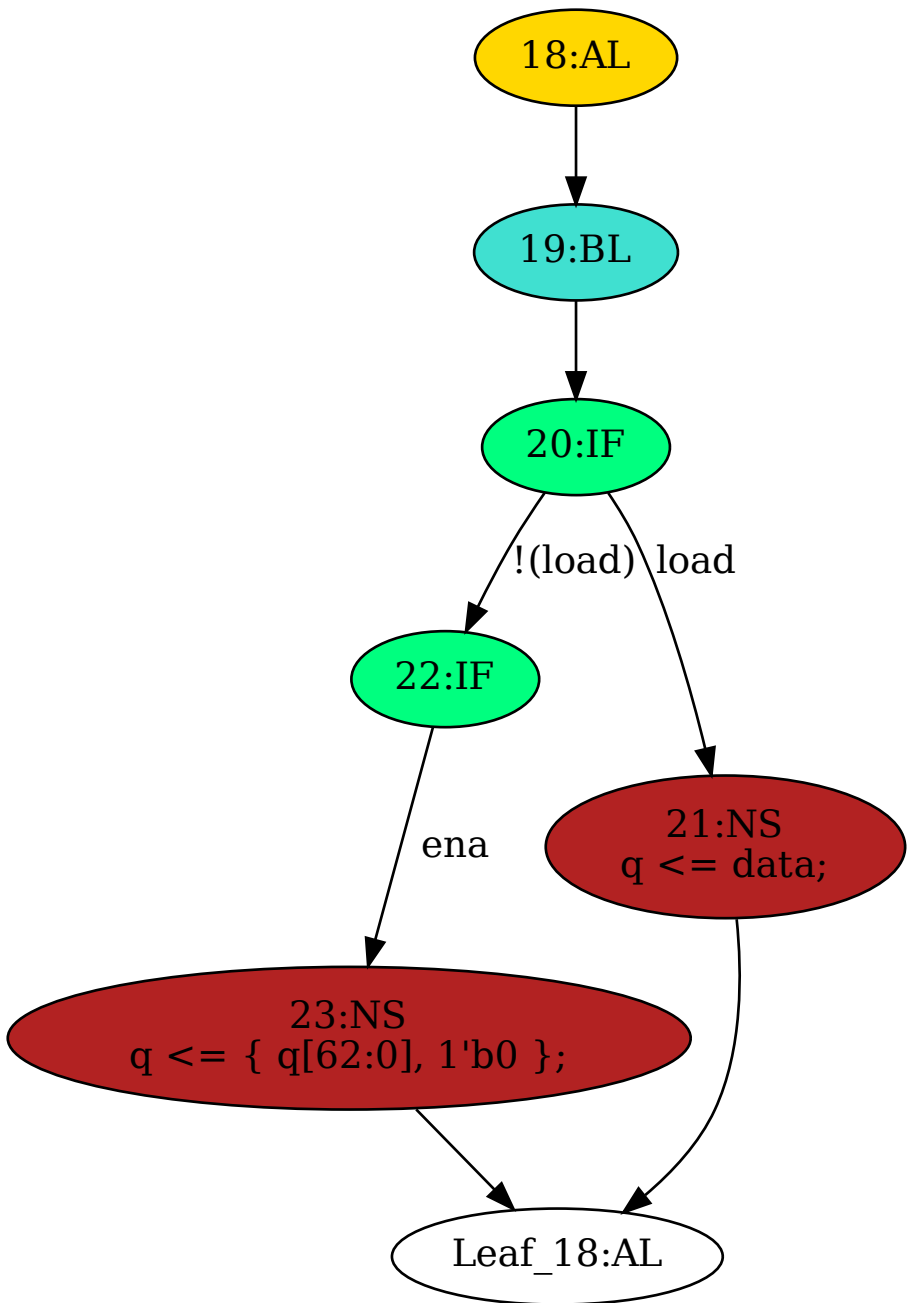 18:AL
19:BL
20:IF
!(load)
load
22:IF
21:NS
q <= data;
ena
23:NS
q <= { q[62:0], 1'b0 };
Leaf_18:AL